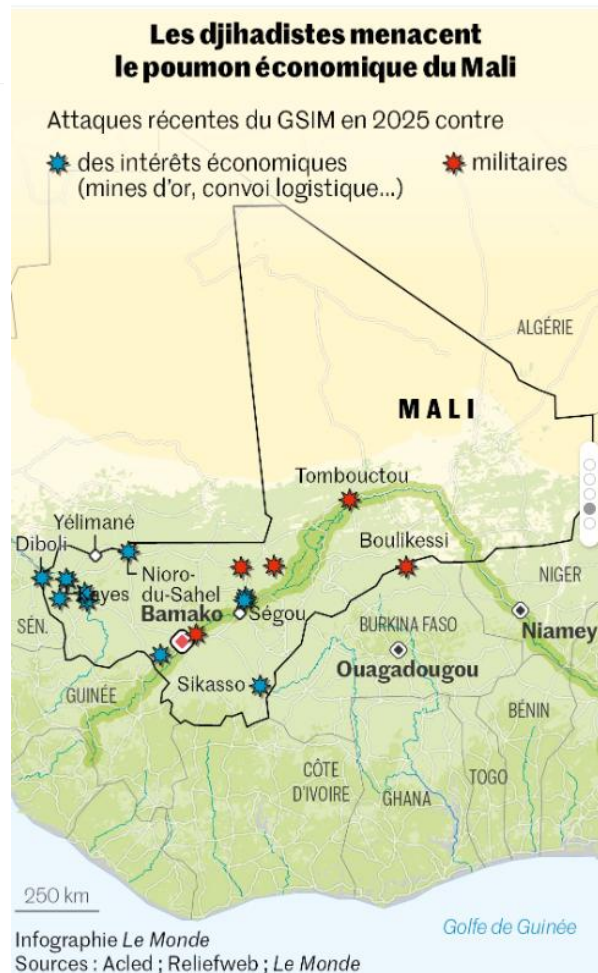 Les djihadistes menacent
le poumon économique du Mali
Attaques récentes du GSIM en 2025 contre
des intérêts économiques
(mines d'or, convoi logistique...)
militaires
ALGÉRIE
MALI
Tombouctou
Yélimané
Boulikessi
Diboli
Nioro-
du-Sahel
Kayes
NIGER
Bamako
Ségou
SÉN.
BURKINA FASO
Niamey
Ouagadougou
Sikasso
GUINÉE
BÉNIN
CÔTE
D'IVOIRE
TOGO
GHANA
250 km
Golfe de Guinée
Infographie Le Monde
Sources : Acled ; Reliefweb ; Le Monde